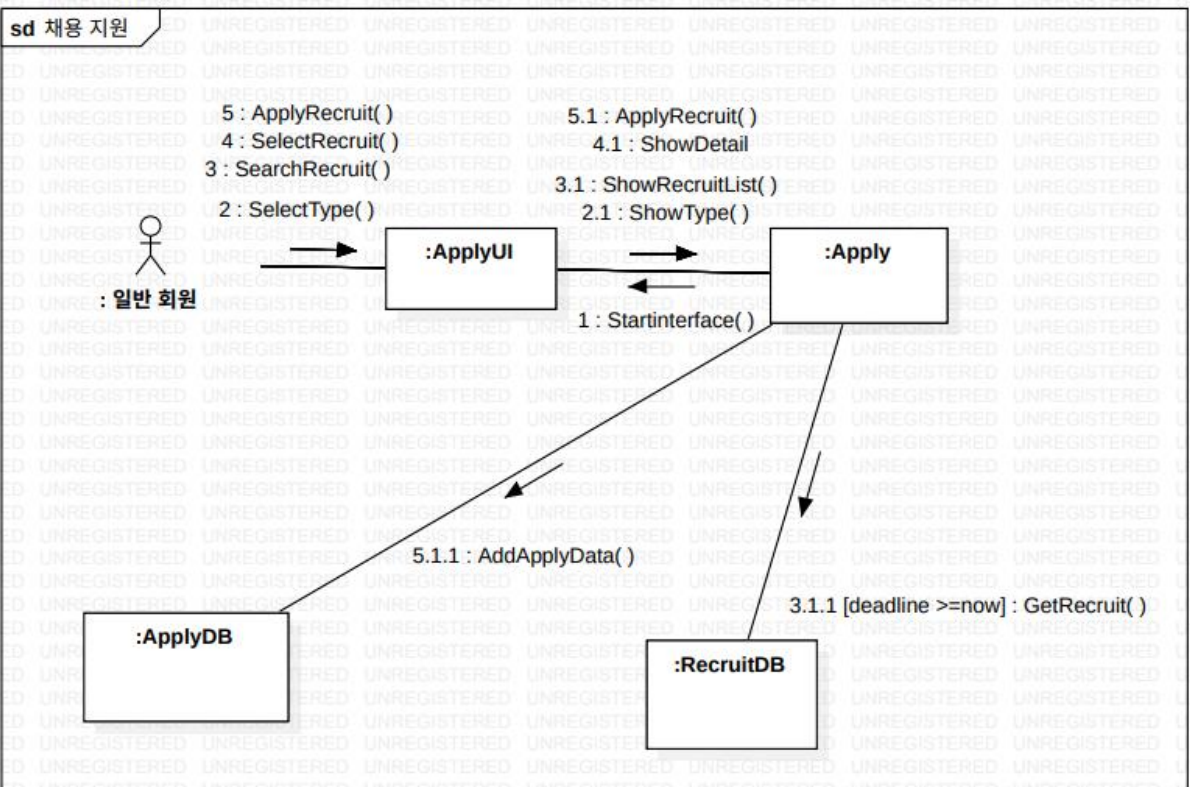 sd 채용 지원
5 : ApplyRecruit( )
4 : SelectRecruit( )
3 : SearchRecruit( )
2 : SelectType( )
5.1 : ApplyRecruit( )
4.1 : ShowDetail
3.1 : ShowRecruitList( )
2.1 : ShowType( )
: 일반 회원
:ApplyUI
:Apply
1 : Startinterface( )
5.1.1 : AddApplyData( )
3.1.1 [deadline >=now] : GetRecruit( )
:ApplyDB
:RecruitDB
UNREGISTERED